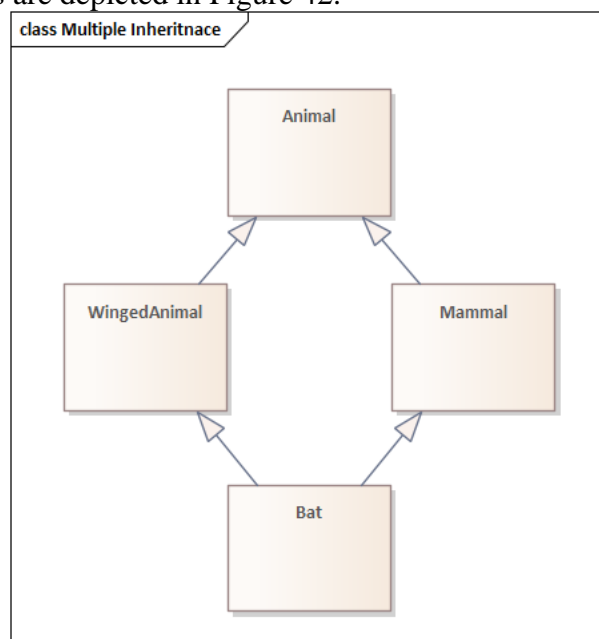 are depicted in Figure 42.
class Multiple Inheritnace
Animal
WingedAnimal
Mammal
Bat